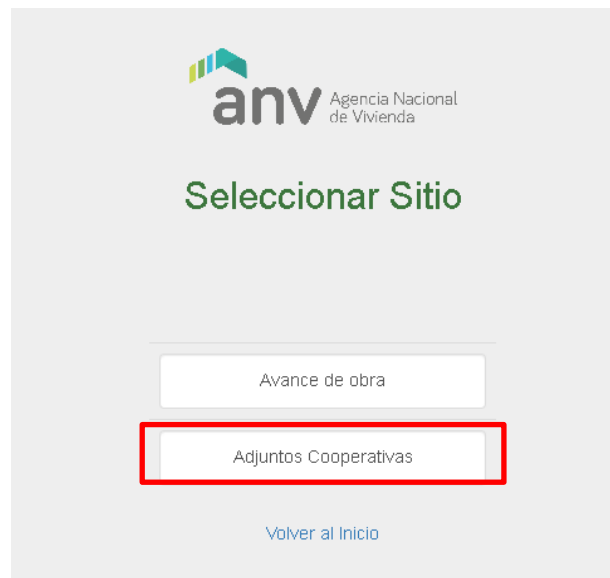 anv
Agencia Nacional
de Vivienda
Seleccionar Sitio
Avance de obra
Adjuntos Cooperativas
Volver al Inicio